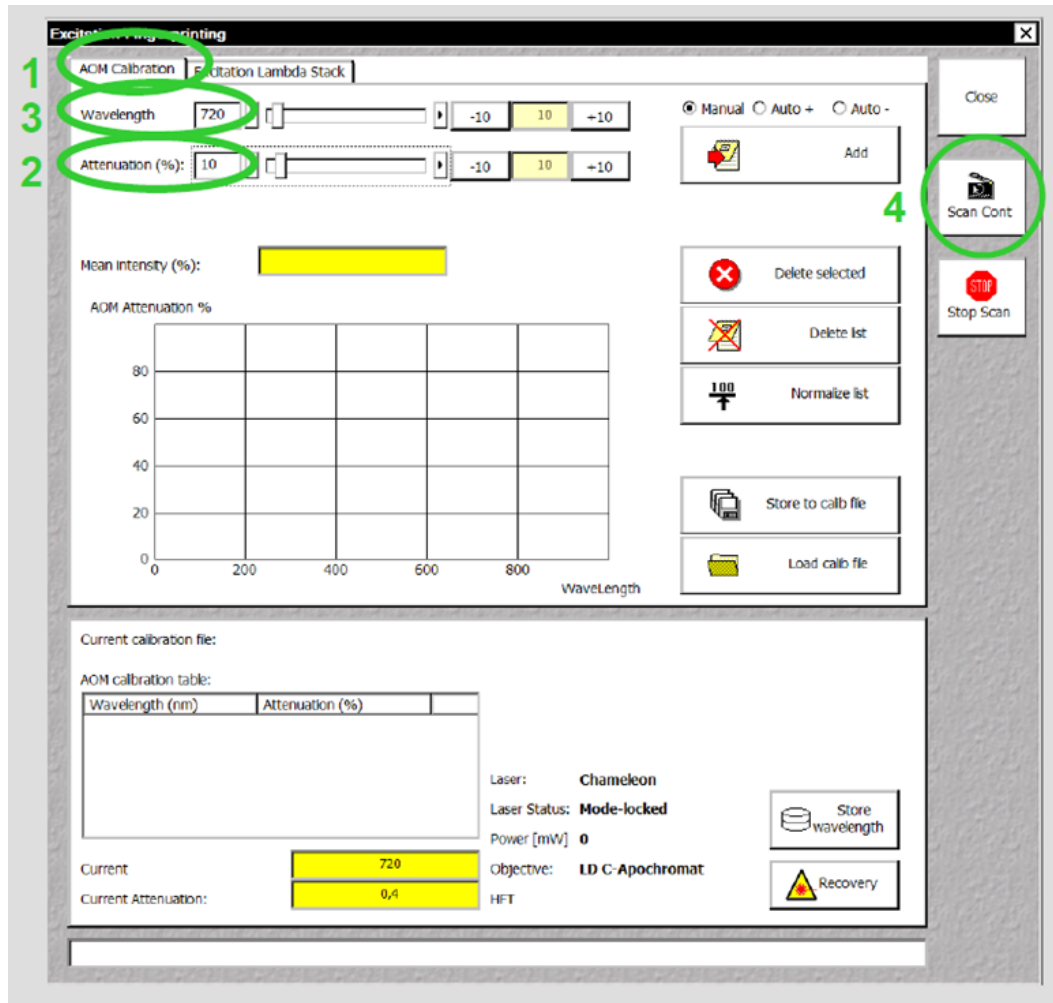 Excitation Fingerprinting
1
AOM Calibration
Excitation Lambda Stack
Close
3
Wavelength
720
-10
10
+10
Manual
Auto +
Auto -
2
Attenuation (%):
10
-10
10
+10
Add
4
Scan Cont
Mean intensity (%):
Delete selected
STOP
Stop Scan
AOM Attenuation %
Delete list
80
100
Normalize list
60
40
20
Store to calib file
0
0 200 400 600 800
WaveLength
Load calib file
Current calibration file:
AOM calibration table:
Wavelength (nm) Attenuation (%)
Laser: Chameleon
Laser Status: Mode-locked
Power [mW] 0
Store
wavelength
Current 720
Objective: LD C-Apochromat
Current Attenuation: 0,4
HFT
Recovery